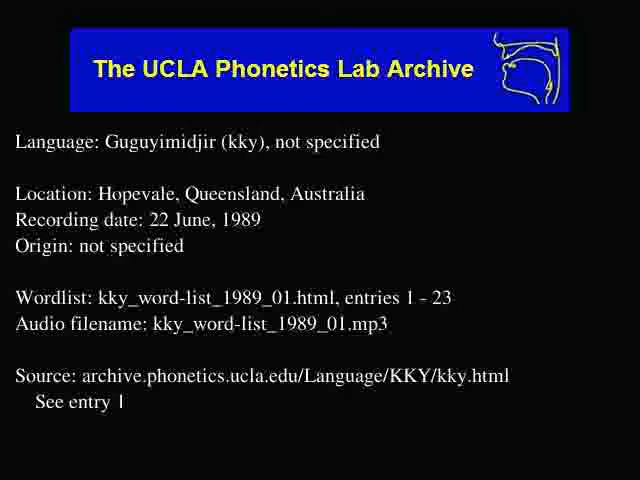 The UCLA Phonetics Lab Archive
Language: Guguyimidjir (kky), not specified
Location: Hopevale, Queensland, Australia
Recording date: 22 June, 1989
Origin: not specified
Wordlist: kky_word-list_1989_01.html, entries 1 - 23
Audio filename: kky_word-list_1989_01.mp3
Source: archive.phonetics.ucla.edu/Language/KKY/kky.html
See entry 1